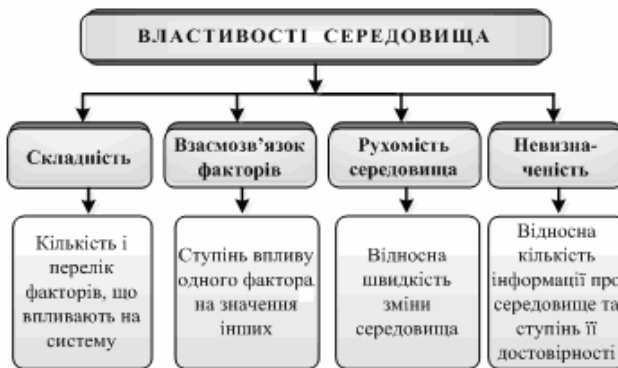 ВЛАСТИВОСТІ СЕРЕДОВИЩА
Складність
Взаємозв’язок
факторів
Рухомість
середовища
Невизна-
ченість
Кількість і
перелік
факторів, що
впливають на
систему
Ступінь впливу
одного фактора
на значення
інших
Відносна
швидкість
зміни
середовища
Відносна
кількість
інформації про
середовище та
ступінь її
достовірності